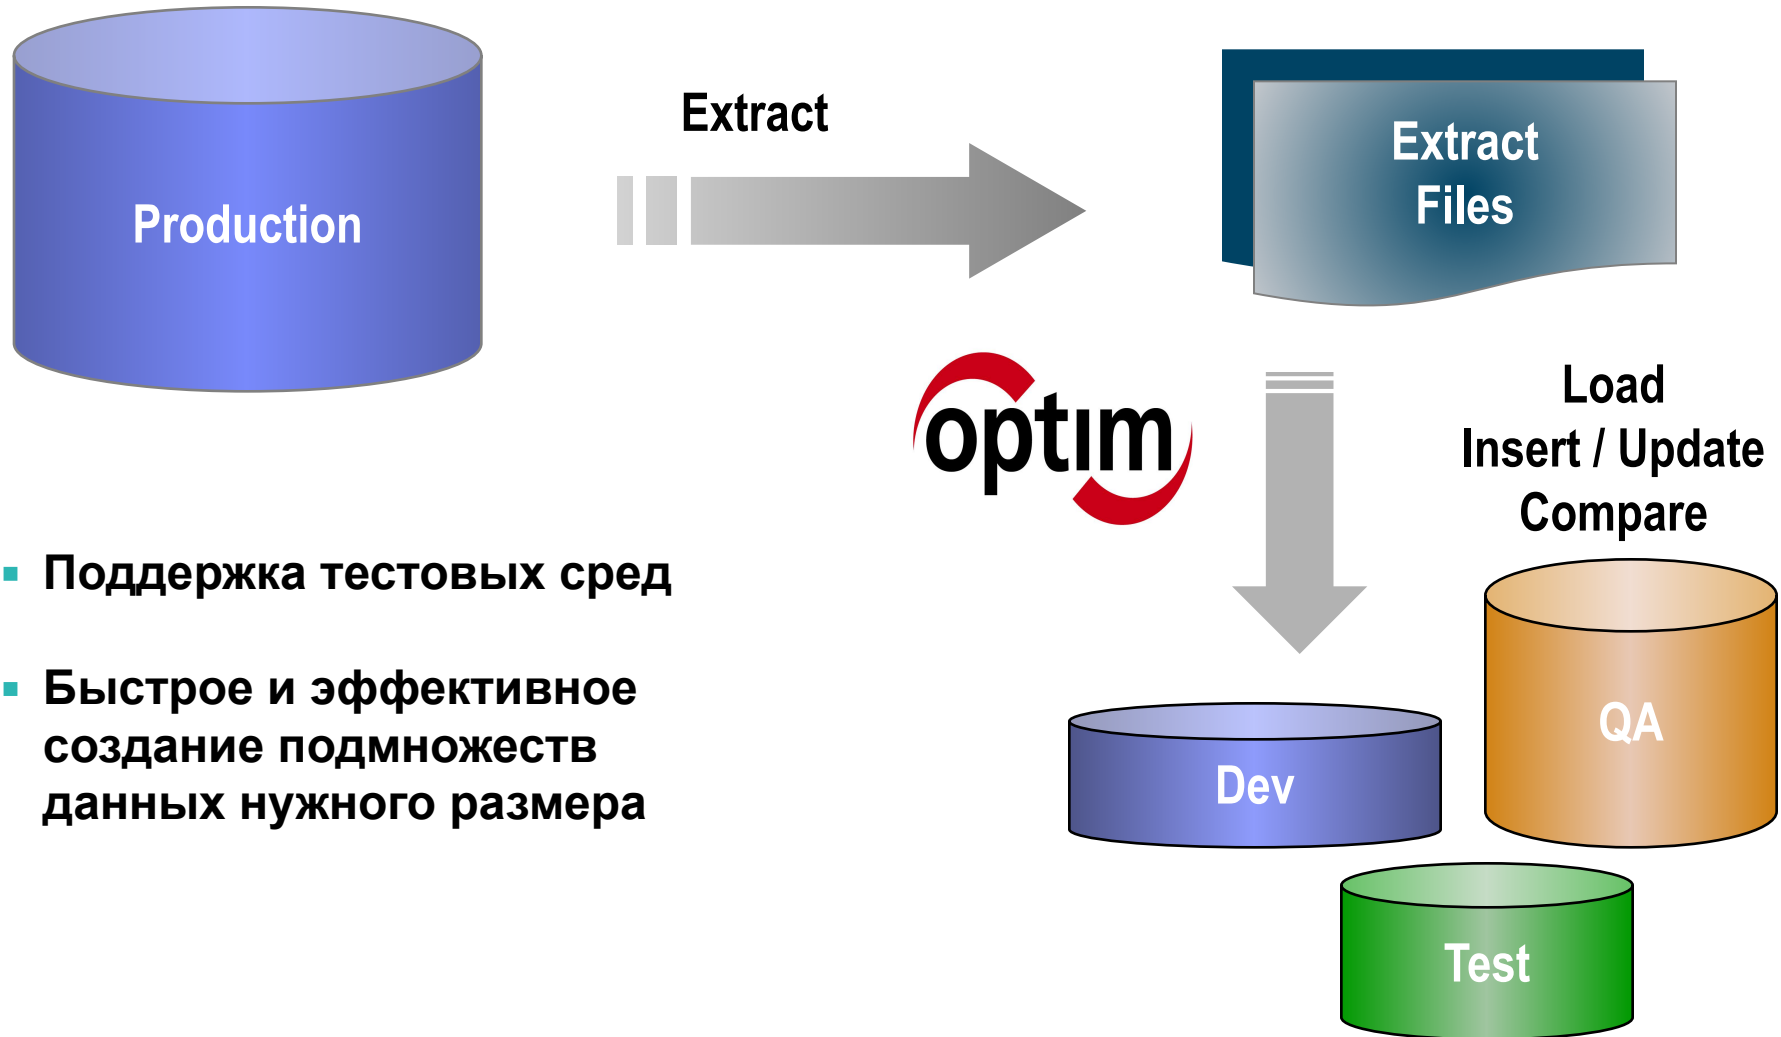 Production
Extract
Extract
Files
optim
Load
Insert / Update
Compare
Поддержка тестовых сред
Быстрое и эффективное
создание подмножеств
данных нужного размера
QA
Dev
Test